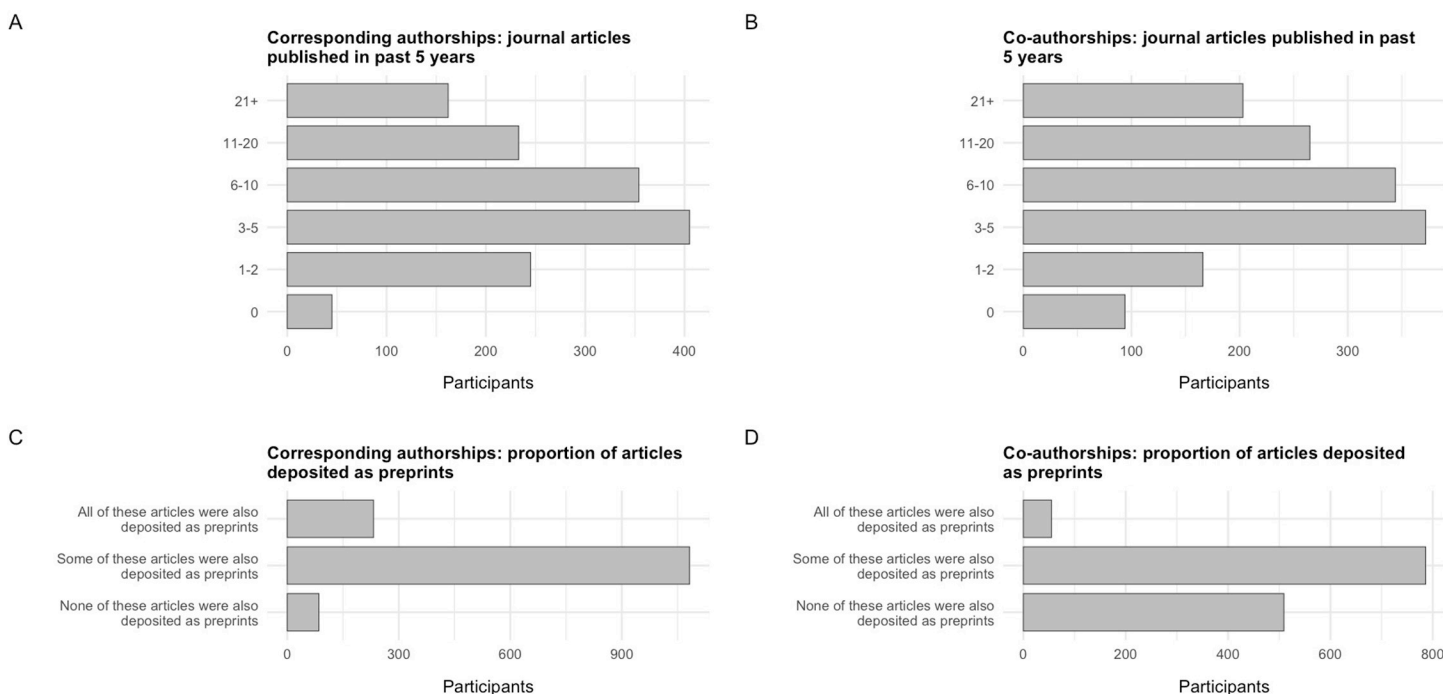 A
Corresponding authorships: journal articles
published in past 5 years
21+
11-20
6-10
3-5
1-2
0
0 100 200 300 400
Participants
B
Co-authorships: journal articles published in past
5 years
21+
11-20
6-10
3-5
1-2
0
0 100 200 300
Participants
C
Corresponding authorships: proportion of articles
deposited as preprints
All of these articles were also
deposited as preprints
Some of these articles were also
deposited as preprints
None of these articles were also
deposited as preprints
0 300 600 900
Participants
D
Co-authorships: proportion of articles deposited
as preprints
All of these articles were also
deposited as preprints
Some of these articles were also
deposited as preprints
None of these articles were also
deposited as preprints
0 200 400 600 800
Participants